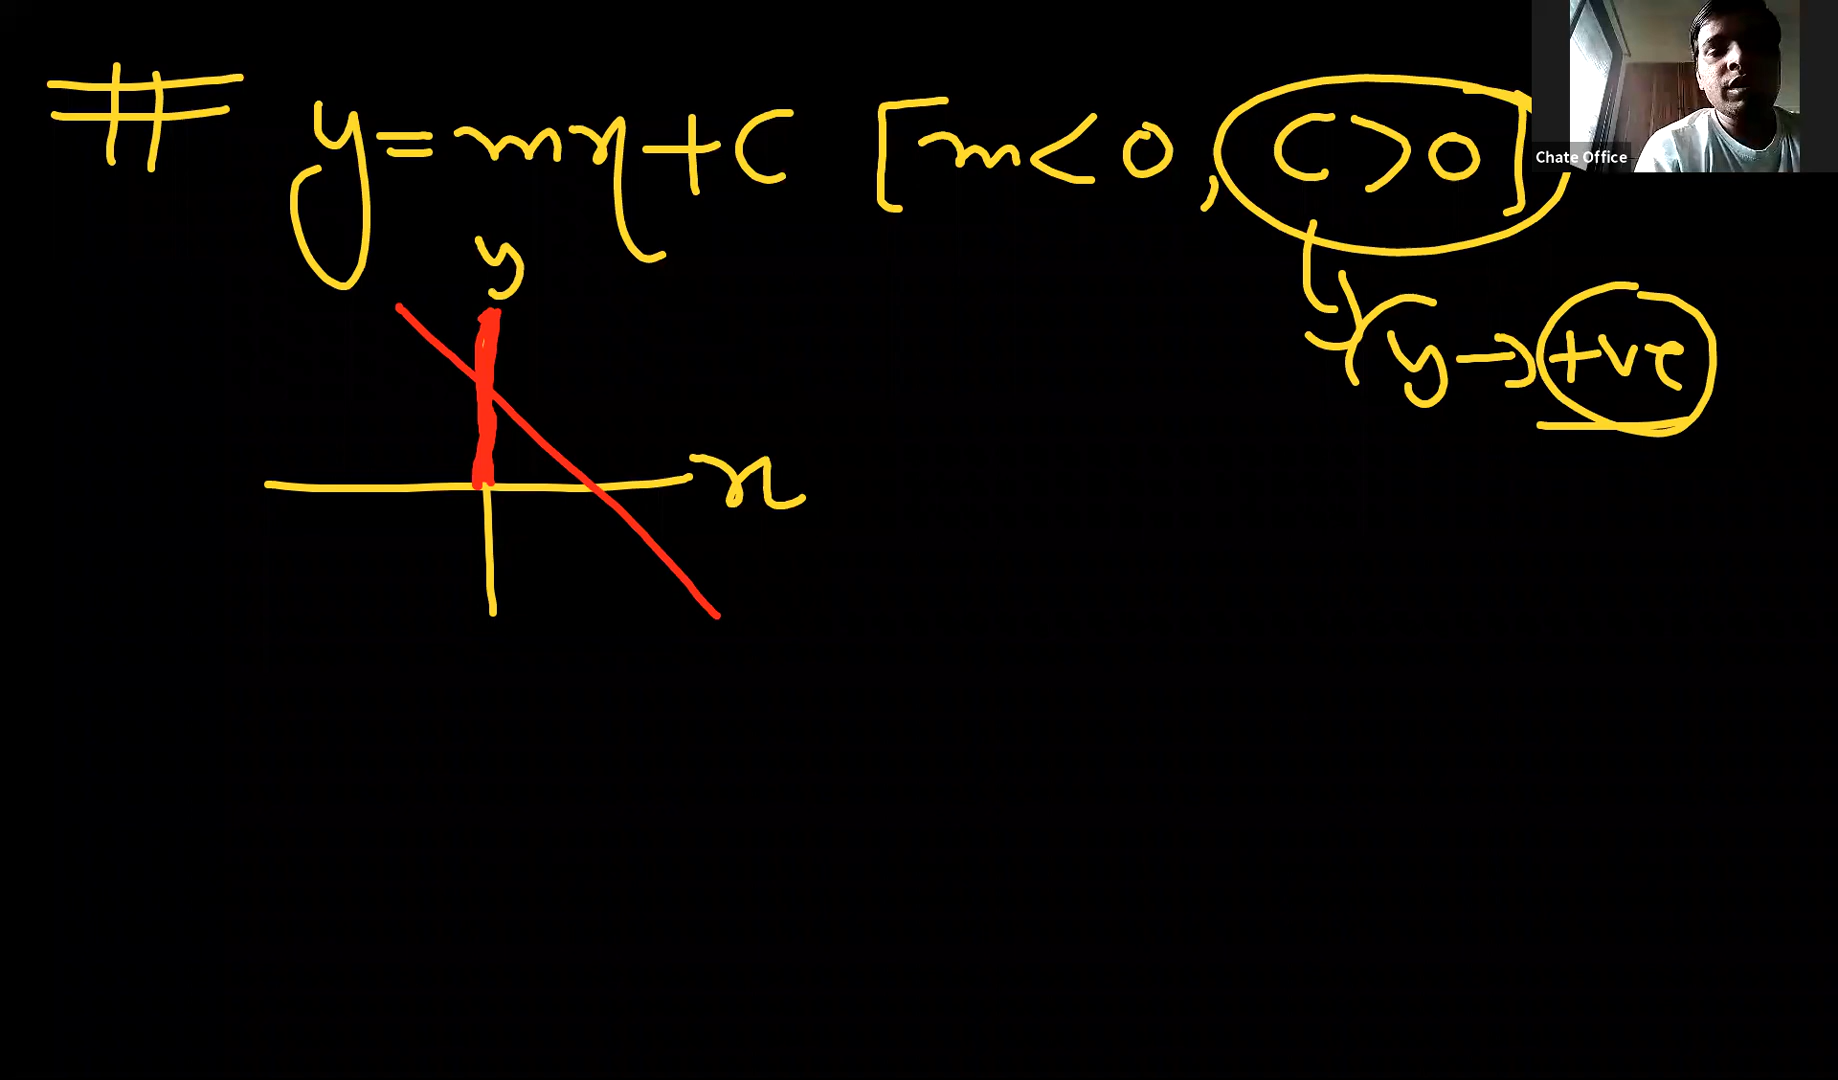 # y = mx + c [m < 0, c > 0]
Chate Office
y
y → +ve
x